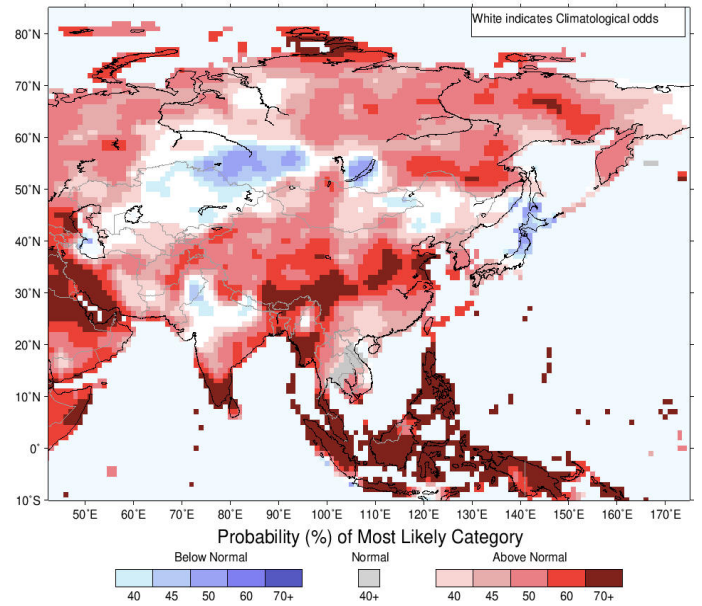 White indicates Climatological odds
80°N
70°N
60°N
50°N
40°N
30°N
20°N
10°N
0°
10°S
50°E 60°E 70°E 80°E 90°E 100°E 110°E 120°E 130°E 140°E 150°E 160°E 170°E
Probability (%) of Most Likely Category
Below Normal Normal Above Normal
40 45 50 60 70+ 40+ 40 45 50 60 70+